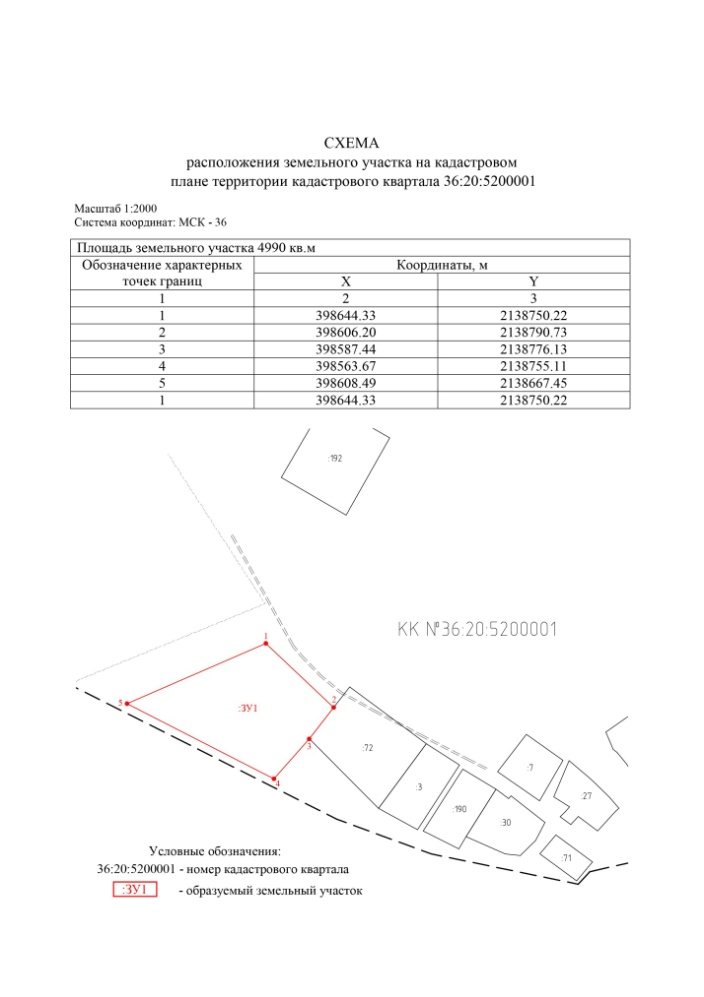 СХЕМА
расположения земельного участка на кадастровом
плане территории кадастрового квартала 36:20:5200001
Масштаб 1:2000
Система координат: МСК - 36
Площадь земельного участка 4990 кв.м
Обозначение характерных точек границ Координаты, м
X Y
1 2 3
1 398644.33 2138750.22
2 398606.20 2138790.73
3 398587.44 2138776.13
4 398563.67 2138755.11
5 398608.49 2138667.45
1 398644.33 2138750.22
:192
КК №36:20:5200001
1
5
:ЗУ1
2
3
4
:72
:3
:190
:30
:7
:27
:71
Условные обозначения:
36:20:5200001 - номер кадастрового квартала
:ЗУ1 - образуемый земельный участок